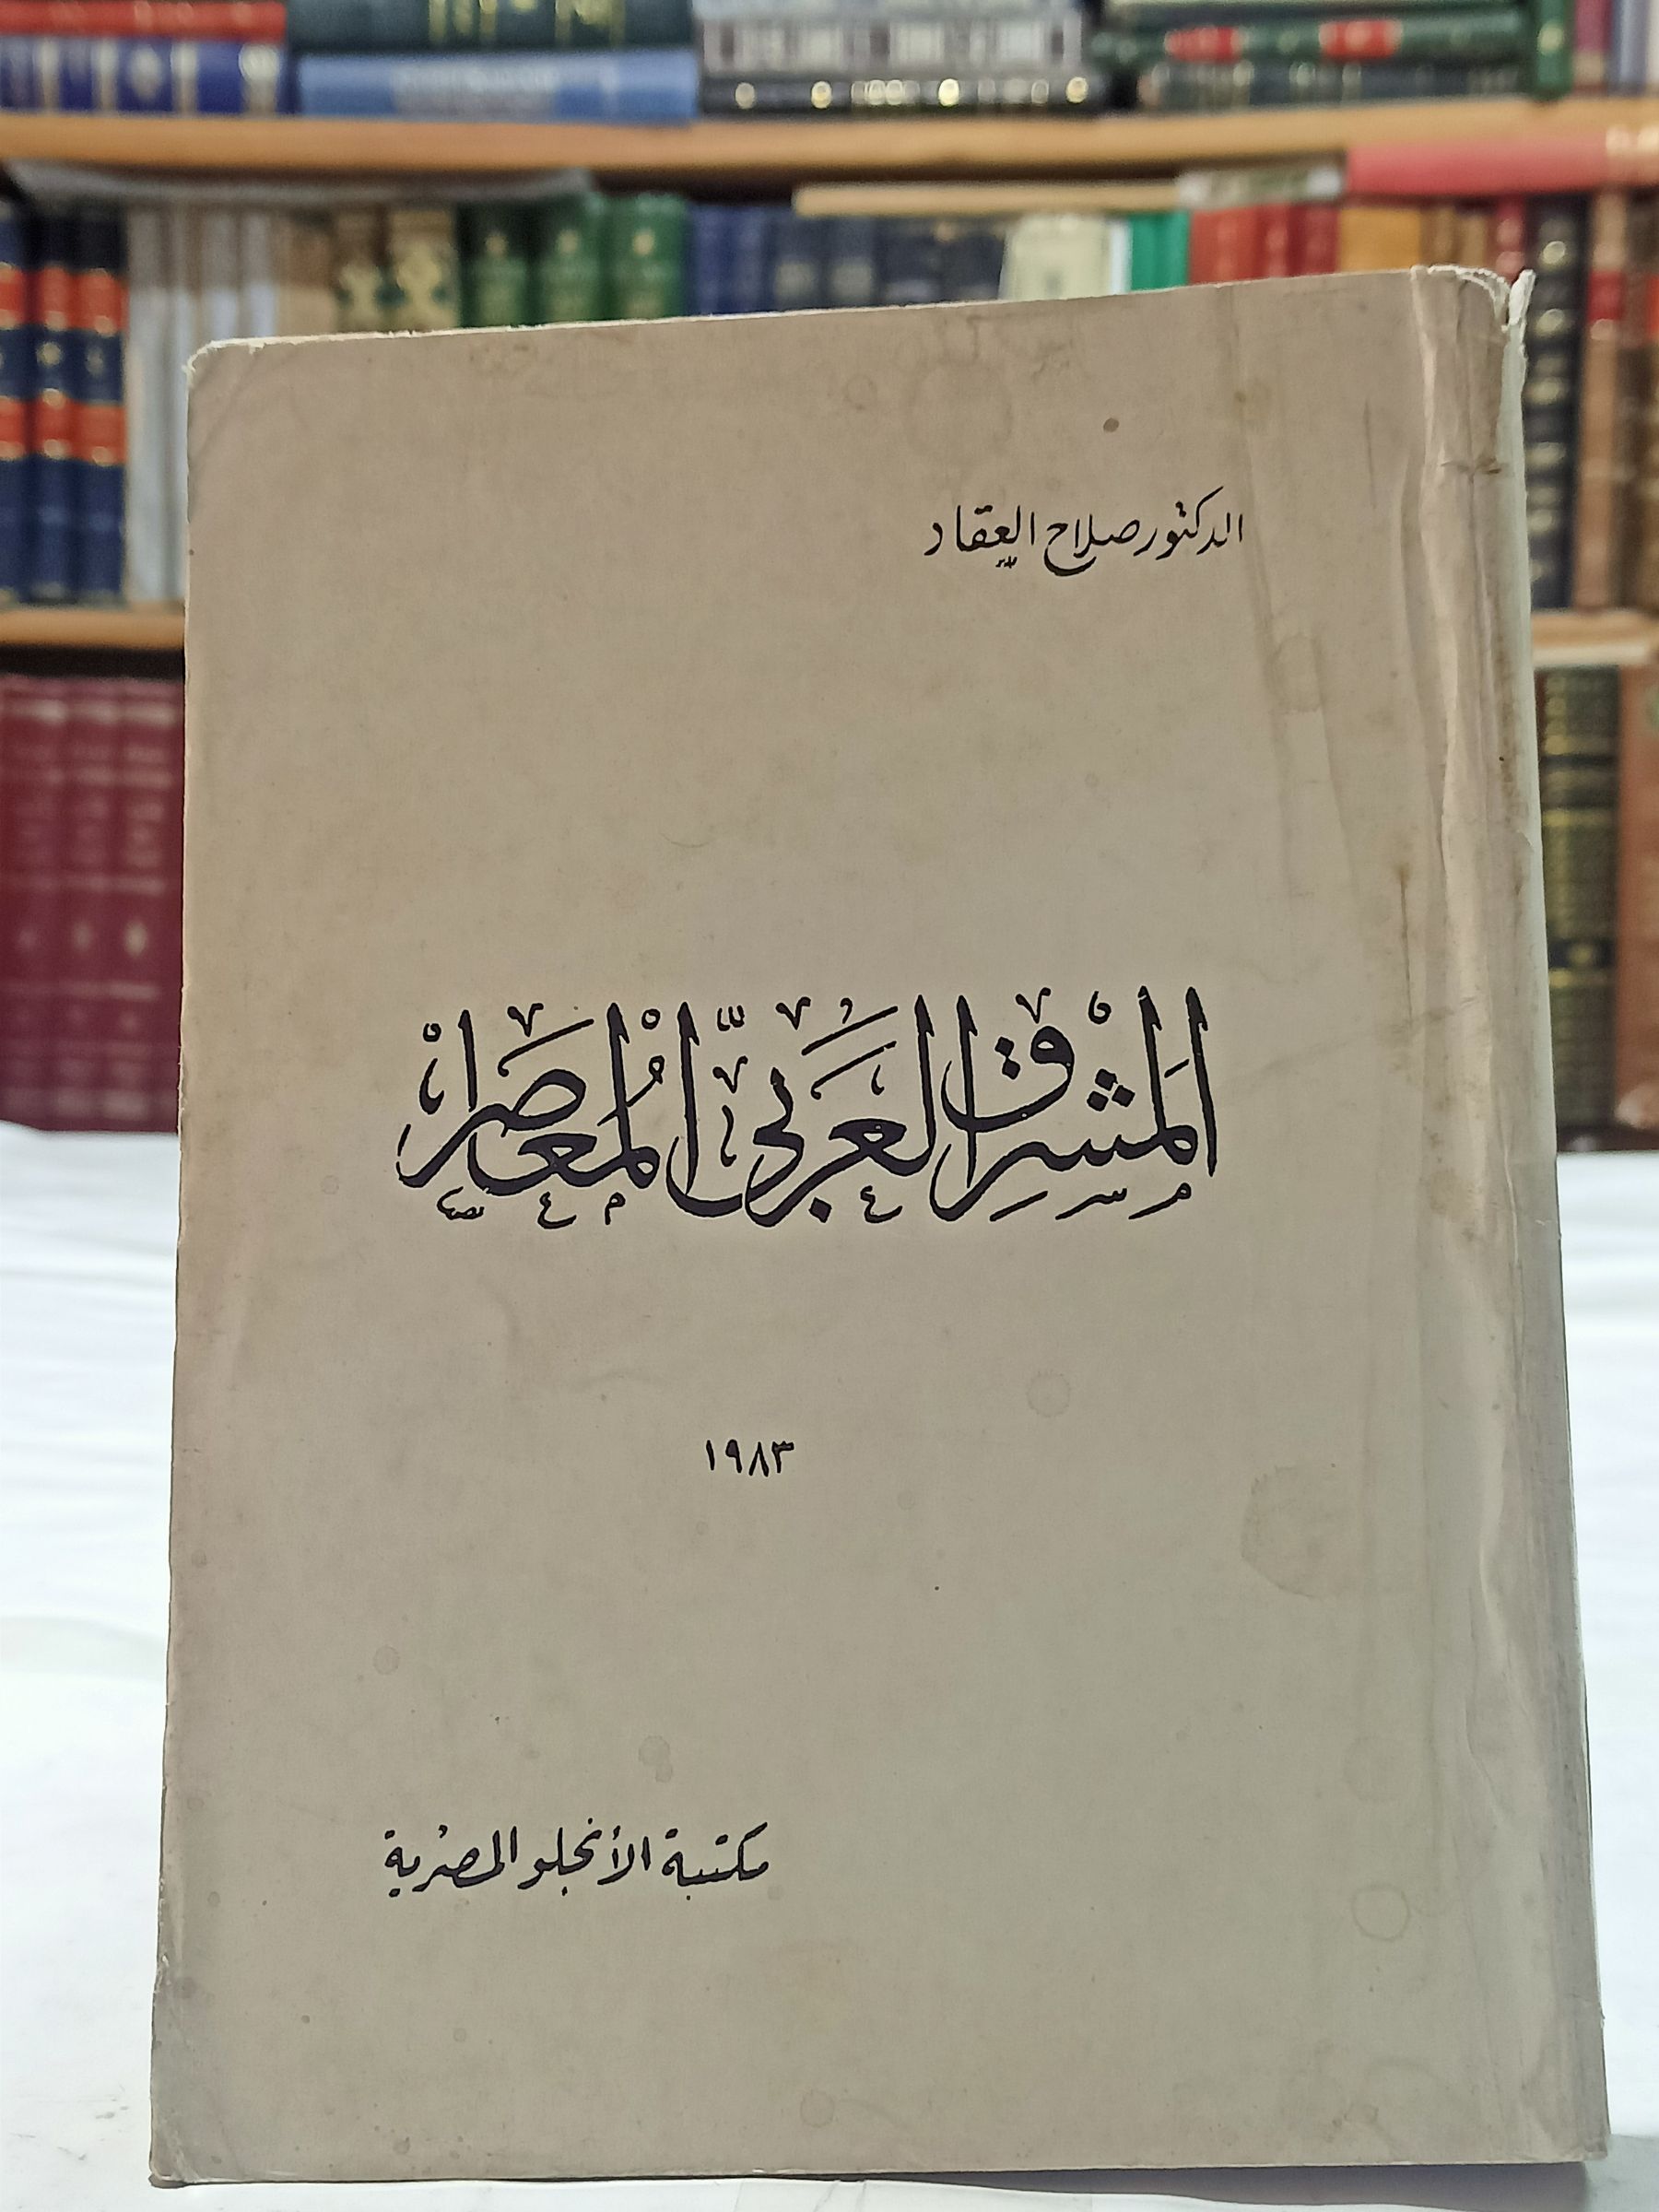 الدكتور صلاح العقاد
المشرق العربي المعاصر
١٩٨٣
مكتبة الأنجلو المصرية